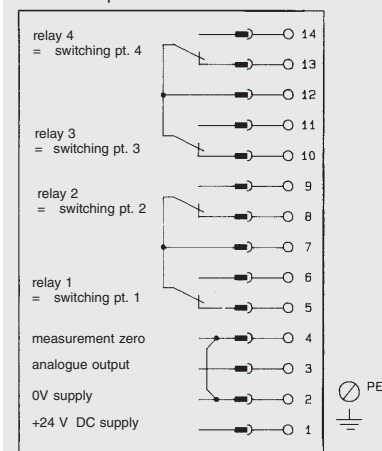 relay 4
= switching pt. 4
14
13
12
11
relay 3
= switching pt. 3
10
9
relay 2
= switching pt. 2
8
7
6
relay 1
= switching pt. 1
5
measurement zero
4
analogue output
3
0V supply
2
PE
+24 V DC supply
1